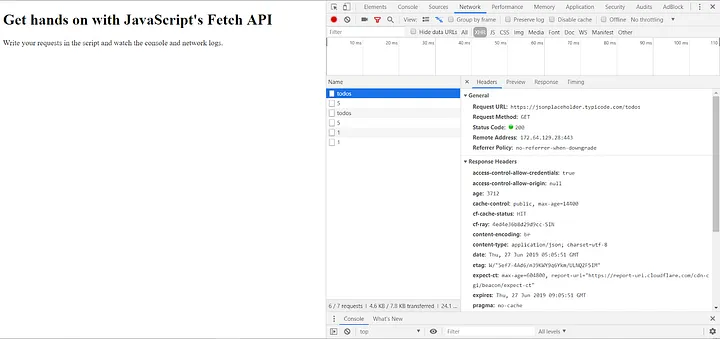 Get hands on with JavaScript's Fetch API
Write your requests in the script and watch the console and network logs.
Elements Console Sources Network Performance Memory Application Security Audits AdBlock
View: Group by frame Preserve log Disable cache Offline No throttling
Filter Hide data URLs All XHR JS CSS Img Media Font Doc WS Manifest Other
10 ms 20 ms 30 ms 40 ms 50 ms 60 ms 70 ms 80 ms 90 ms 100 ms 110
Name
todos
5
todos
5
1
1
6 / 7 requests 4.6 KB / 7.8 KB transferred 24.1 ...
Headers Preview Response Timing
General
Request URL: https://jsonplaceholder.typicode.com/todos
Request Method: GET
Status Code: 200
Remote Address: 172.64.129.28:443
Referrer Policy: no-referrer-when-downgrade
Response Headers
access-control-allow-credentials: true
access-control-allow-origin: null
age: 3712
cache-control: public, max-age=14400
cf-cache-status: HIT
cf-ray:
content-encoding: br
content-type: application/json; charset=utf-8
date: Thu, 27 Jun 2019 05:05:51 GMT
etag:
expect-ct: max-age=604800, report-uri="https://report-uri.cloudflare.com/cdn-c
gi/beacon/expect-ct"
expires: Thu, 27 Jun 2019 09:05:51 GMT
pragma: no-cache
Console What's New
top Filter All levels